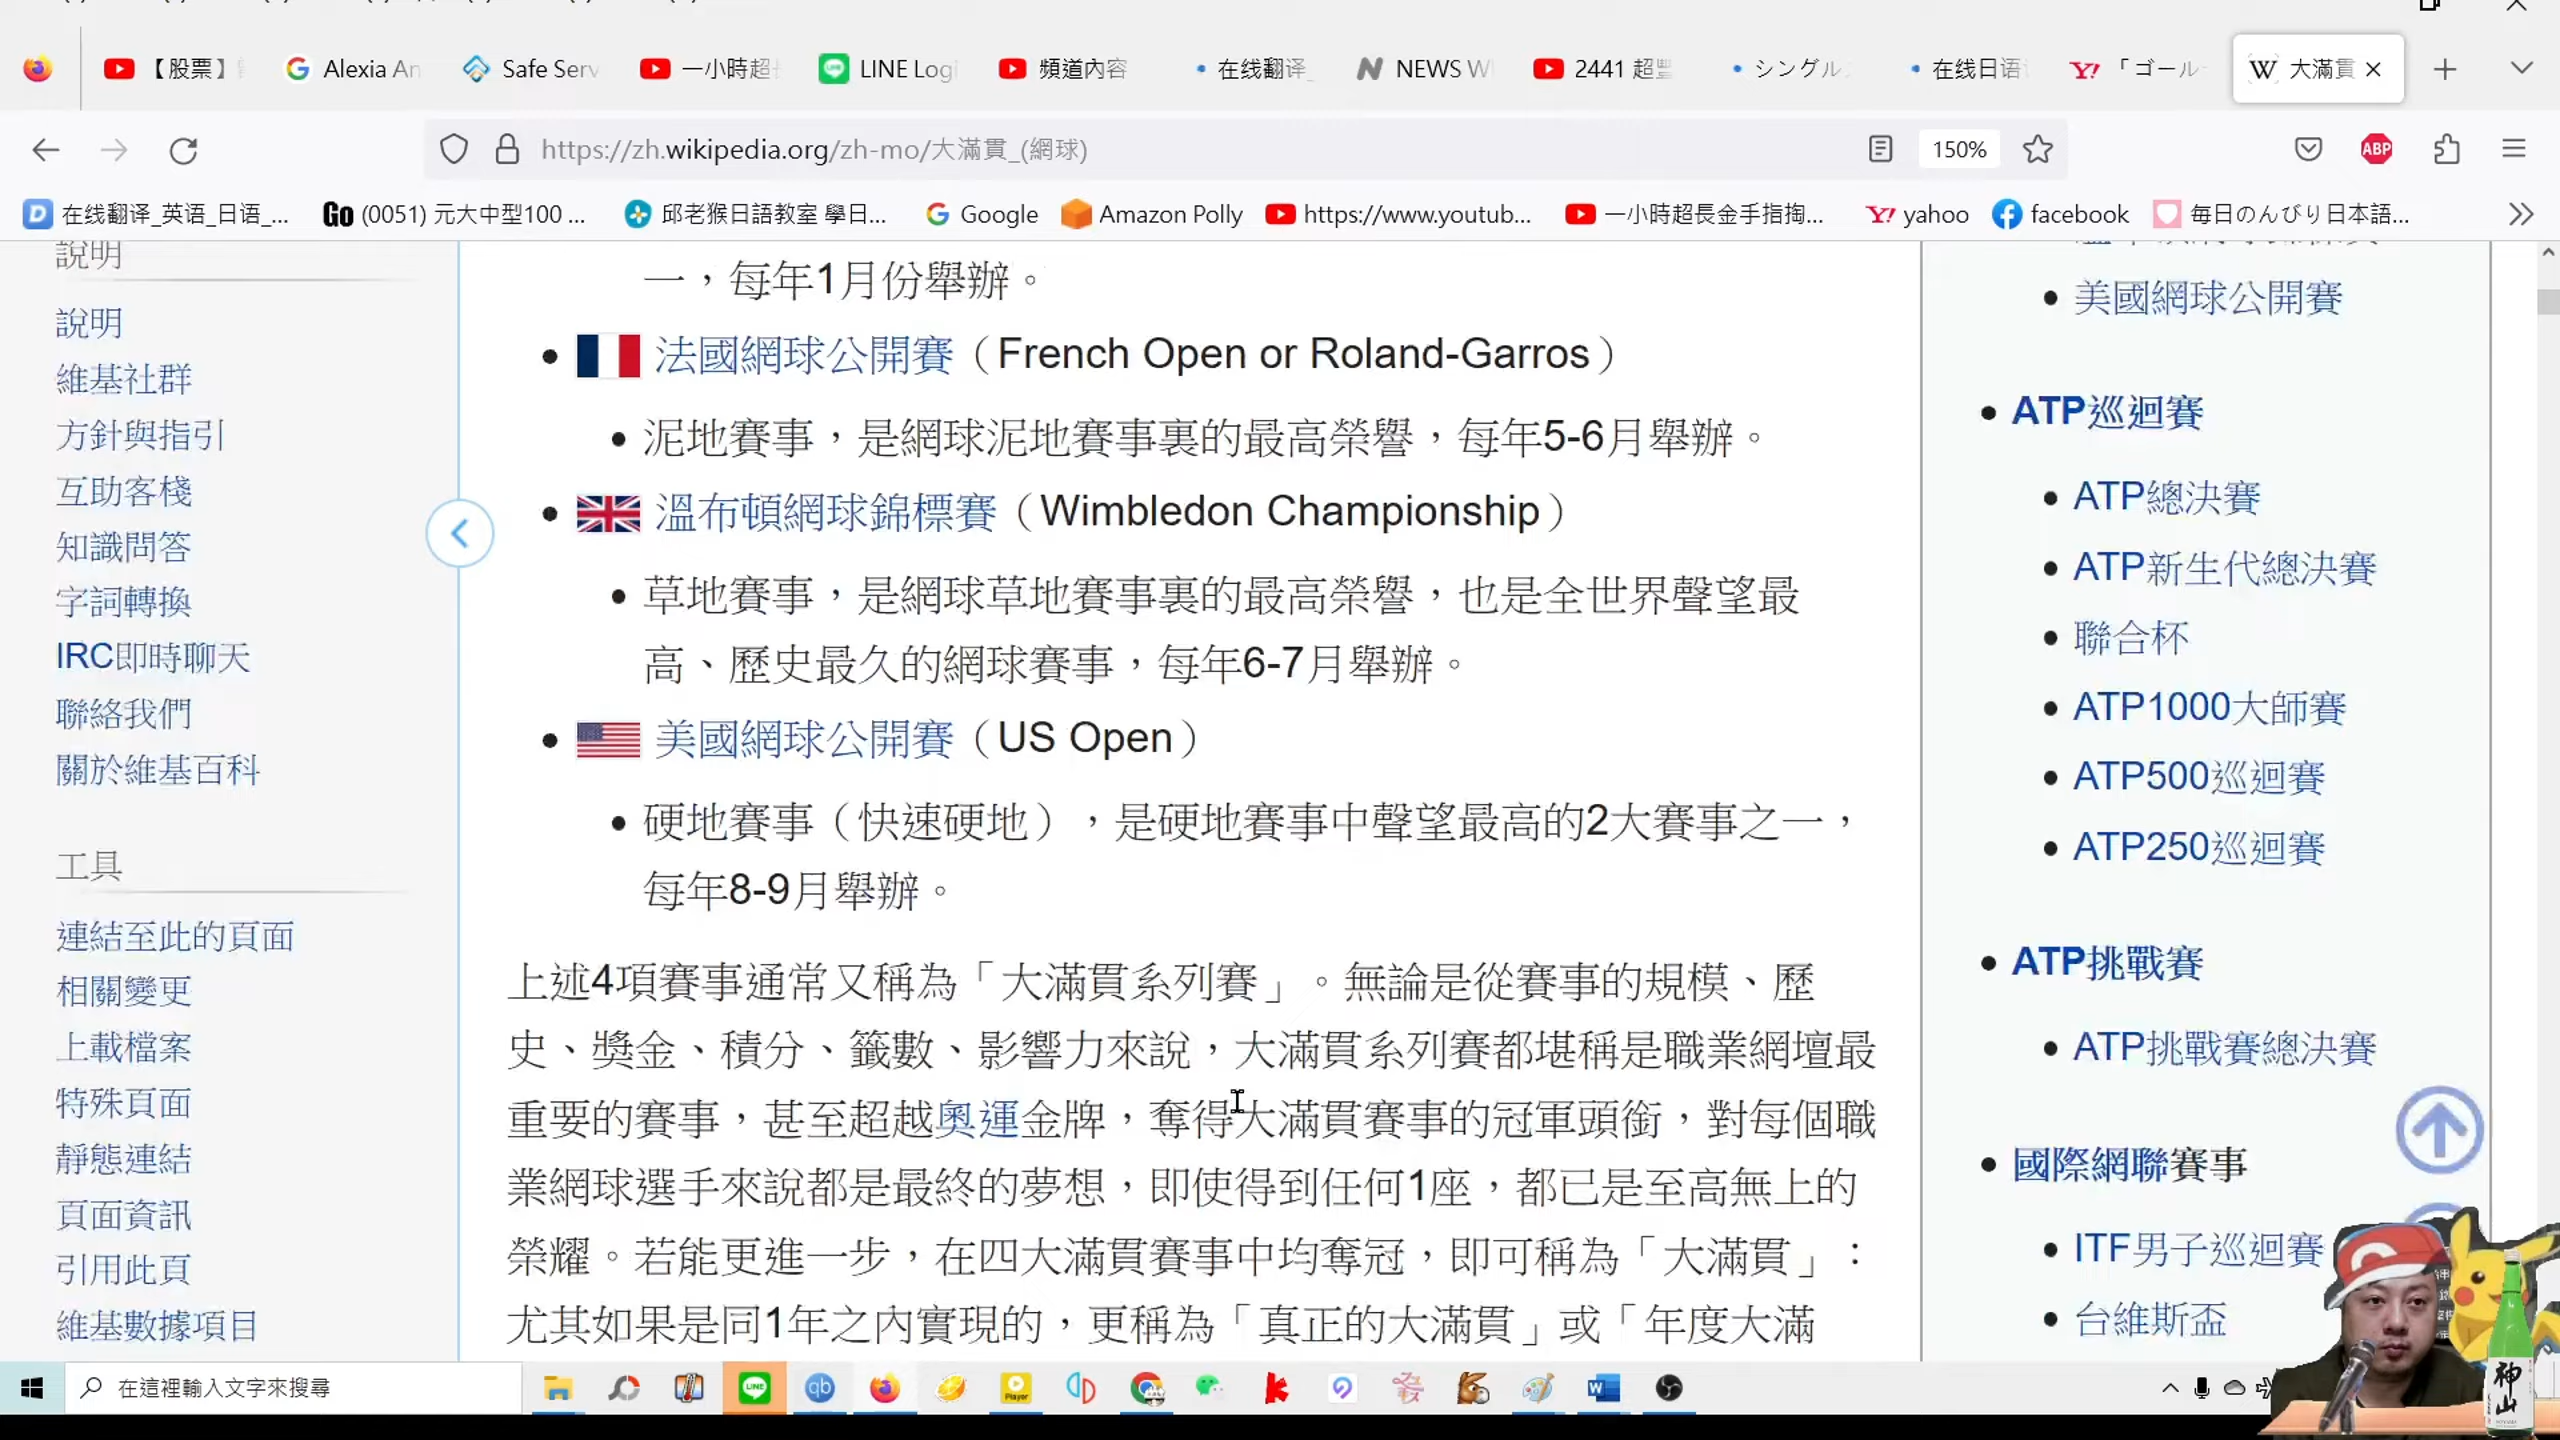 【股票】
Alexia An
Safe Serv
一小時超
LINE Logi
頻道內容
在线翻译_
NEWS W
2441 超豐
シングル
在线日语
「ゴール
大滿貫
https://zh.wikipedia.org/zh-mo/大滿貫_(網球)
150%
ABP
在线翻译_英语_日语_...
Go (0051) 元大中型100 ...
邱老猴日語教室 學日...
Google
Amazon Polly
https://www.youtub...
一小時超長金手指掏...
yahoo
facebook
毎日のんびり日本語...
說明
說明
維基社群
方針與指引
互助客棧
知識問答
字詞轉換
IRC即時聊天
聯絡我們
關於維基百科
工具
連結至此的頁面
相關變更
上載檔案
特殊頁面
靜態連結
頁面資訊
引用此頁
維基數據項目
一，每年1月份舉辦。
法國網球公開賽（French Open or Roland-Garros）
泥地賽事，是網球泥地賽事裏的最高榮譽，每年5-6月舉辦。
溫布頓網球錦標賽（Wimbledon Championship）
草地賽事，是網球草地賽事裏的最高榮譽，也是全世界聲望最
高、歷史最久的網球賽事，每年6-7月舉辦。
美國網球公開賽（US Open）
硬地賽事（快速硬地），是硬地賽事中聲望最高的2大賽事之一，
每年8-9月舉辦。
上述4項賽事通常又稱為「大滿貫系列賽」。無論是從賽事的規模、歷
史、獎金、積分、籤數、影響力來說，大滿貫系列賽都堪稱是職業網壇最
重要的賽事，甚至超越奧運金牌，奪得大滿貫賽事的冠軍頭銜，對每個職
業網球選手來說都是最終的夢想，即使得到任何1座，都已是至高無上的
榮耀。若能更進一步，在四大滿貫賽事中均奪冠，即可稱為「大滿貫」：
尤其如果是同1年之內實現的，更稱為「真正的大滿貫」或「年度大滿
美國網球公開賽
ATP巡迴賽
ATP總決賽
ATP新生代總決賽
聯合杯
ATP1000大師賽
ATP500巡迴賽
ATP250巡迴賽
ATP挑戰賽
ATP挑戰賽總決賽
國際網聯賽事
ITF男子巡迴賽
台維斯盃
在這裡輸入文字來搜尋
神山